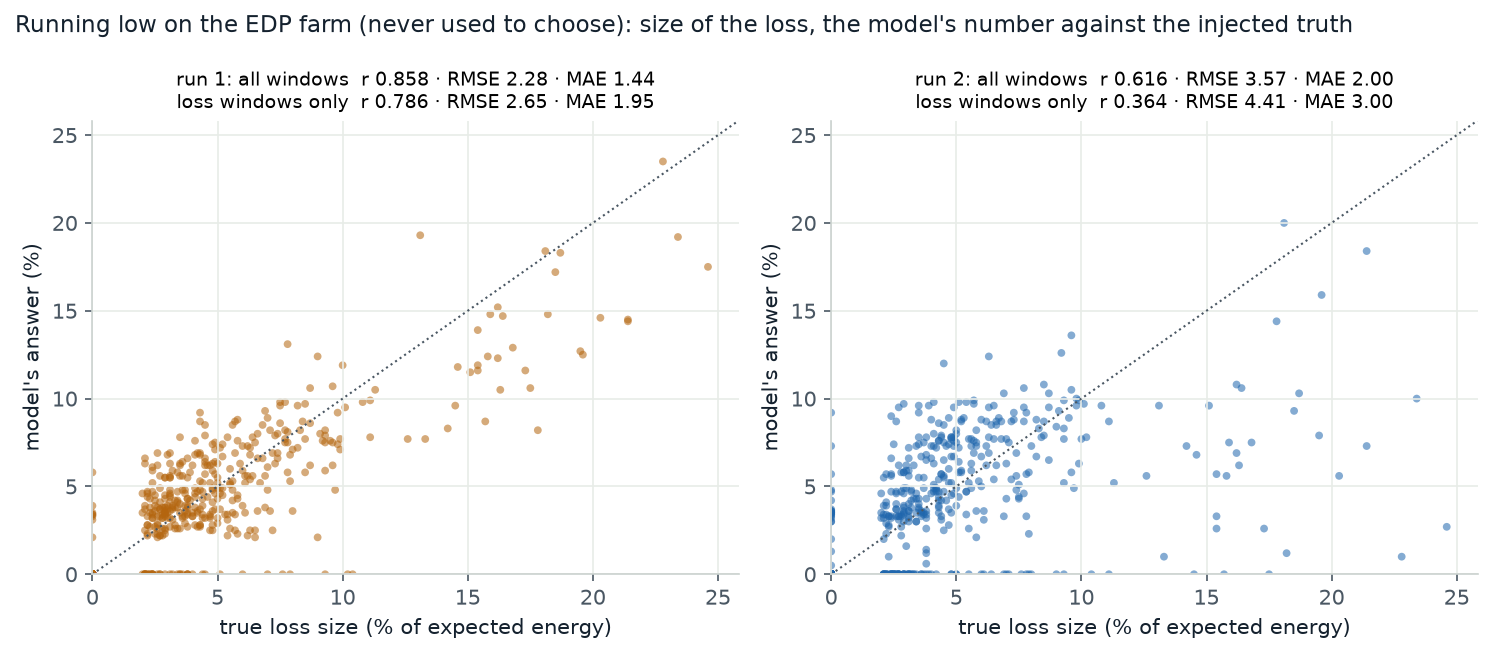 Running low on the EDP farm (never used to choose): size of the loss, the model's number against the injected truth
run 1: all windows  r 0.858 · RMSE 2.28 · MAE 1.44
loss windows only  r 0.786 · RMSE 2.65 · MAE 1.95
25
20
15
10
5
0
model's answer (%)
0 5 10 15 20 25
true loss size (% of expected energy)
run 2: all windows  r 0.616 · RMSE 3.57 · MAE 2.00
loss windows only  r 0.364 · RMSE 4.41 · MAE 3.00
25
20
15
10
5
0
model's answer (%)
0 5 10 15 20 25
true loss size (% of expected energy)